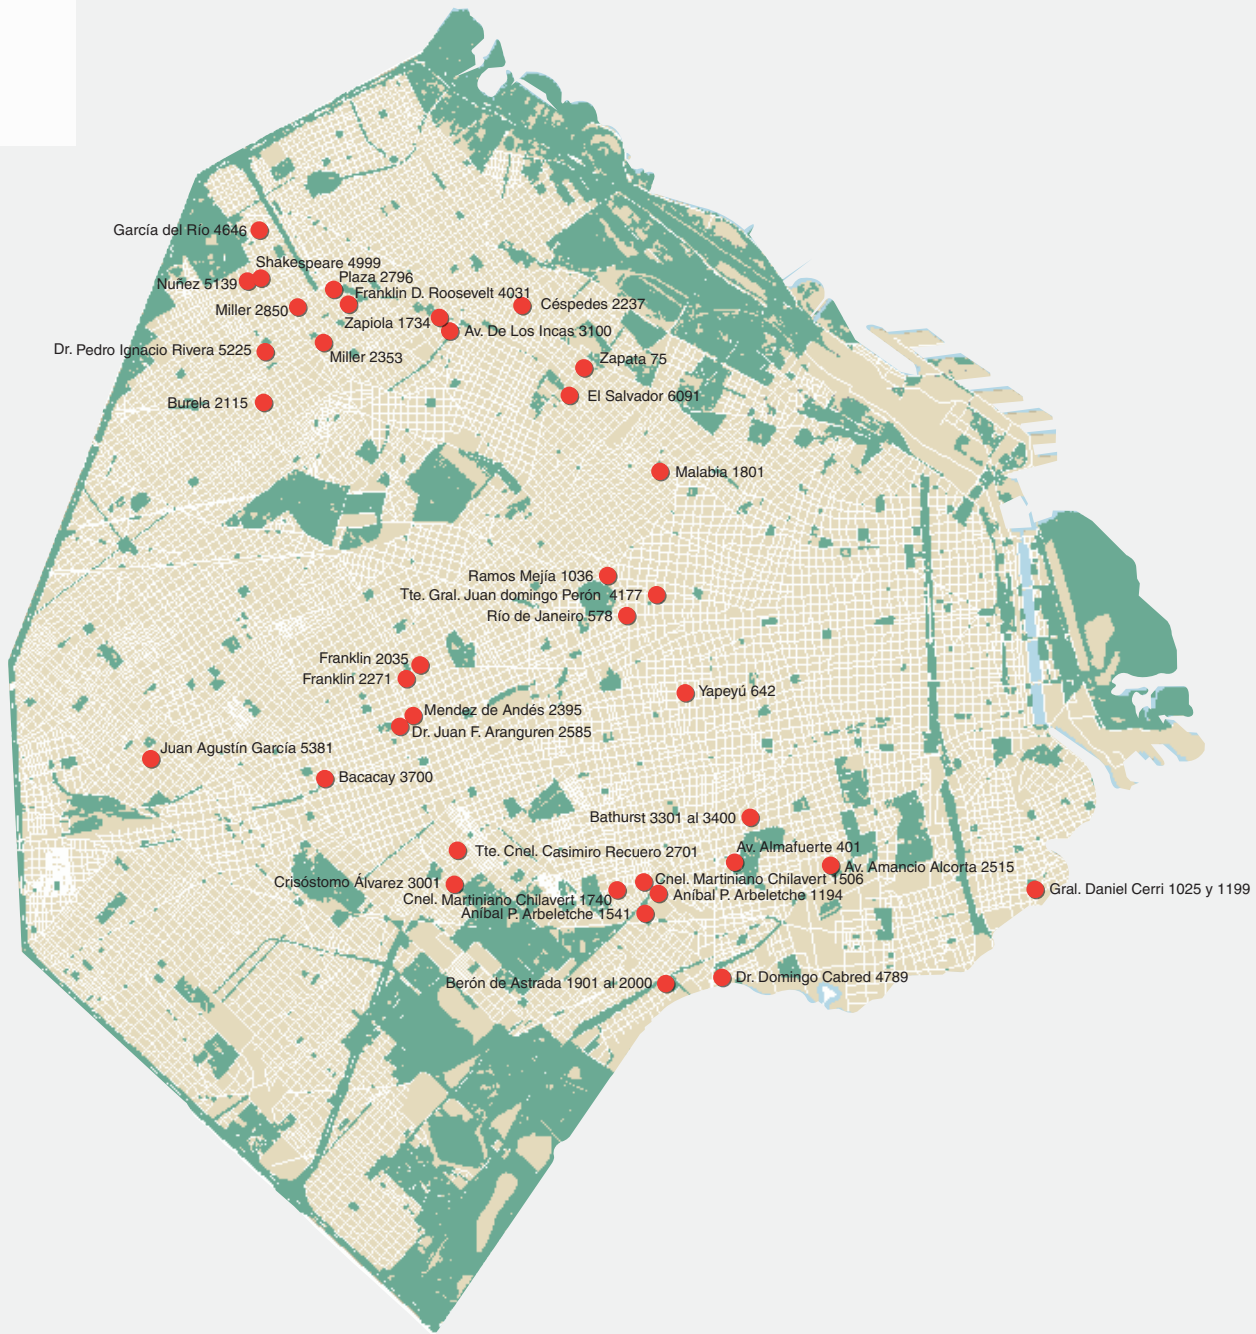 García del Río 4646
Shakespeare 4999
Nuñez 5139
Plaza 2796
Franklin D. Roosevelt 4031
Miller 2850
Céspedes 2237
Zapiola 1734
Av. De Los Incas 3100
Dr. Pedro Ignacio Rivera 5225
Miller 2353
Zapata 75
El Salvador 6091
Burela 2115
Malabia 1801
Ramos Mejía 1036
Tte. Gral. Juan domingo Perón 4177
Río de Janeiro 578
Franklin 2035
Franklin 2271
Yapeyú 642
Mendez de Andés 2395
Dr. Juan F. Aranguren 2585
Juan Agustín García 5381
Bacacay 3700
Bathurst 3301 al 3400
Av. Almafuerte 401
Tte. Cnel. Casimiro Recuero 2701
Av. Amancio Alcorta 2515
Cnel. Martiniano Chilavert 1506
Crisóstomo Álvarez 3001
Gral. Daniel Cerri 1025 y 1199
Aníbal P. Arbeletche 1194
Cnel. Martiniano Chilavert 1740
Aníbal P. Arbeletche 1541
Dr. Domingo Cabred 4789
Berón de Astrada 1901 al 2000